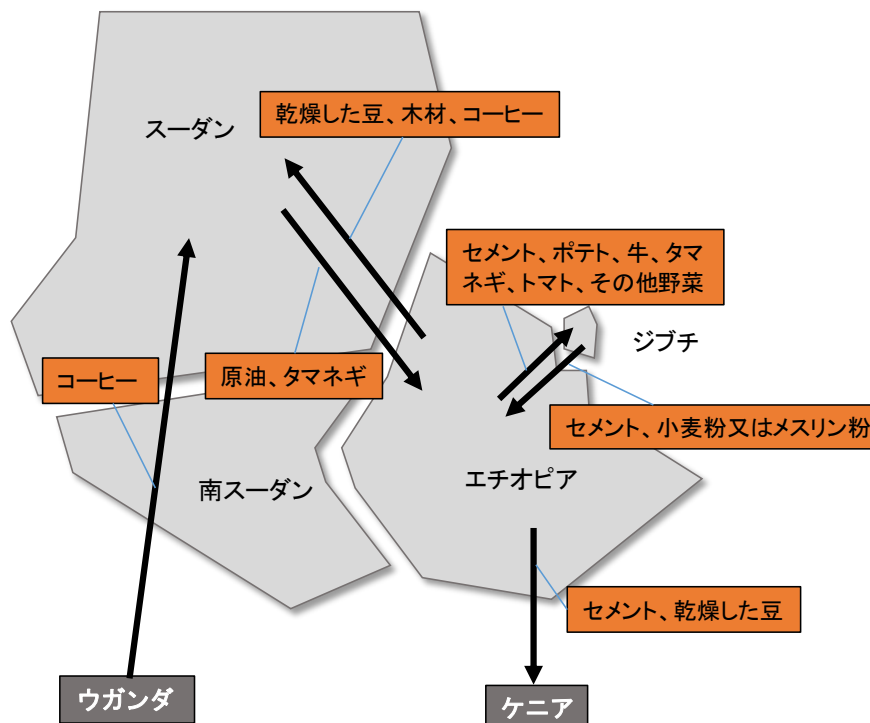 スーダン
乾燥した豆、木材、コーヒー
セメント、ポテト、牛、タマ
ネギ、トマト、その他野菜
ジブチ
コーヒー
原油、タマネギ
セメント、小麦粉又はメスリン粉
南スーダン
エチオピア
セメント、乾燥した豆
ウガンダ
ケニア